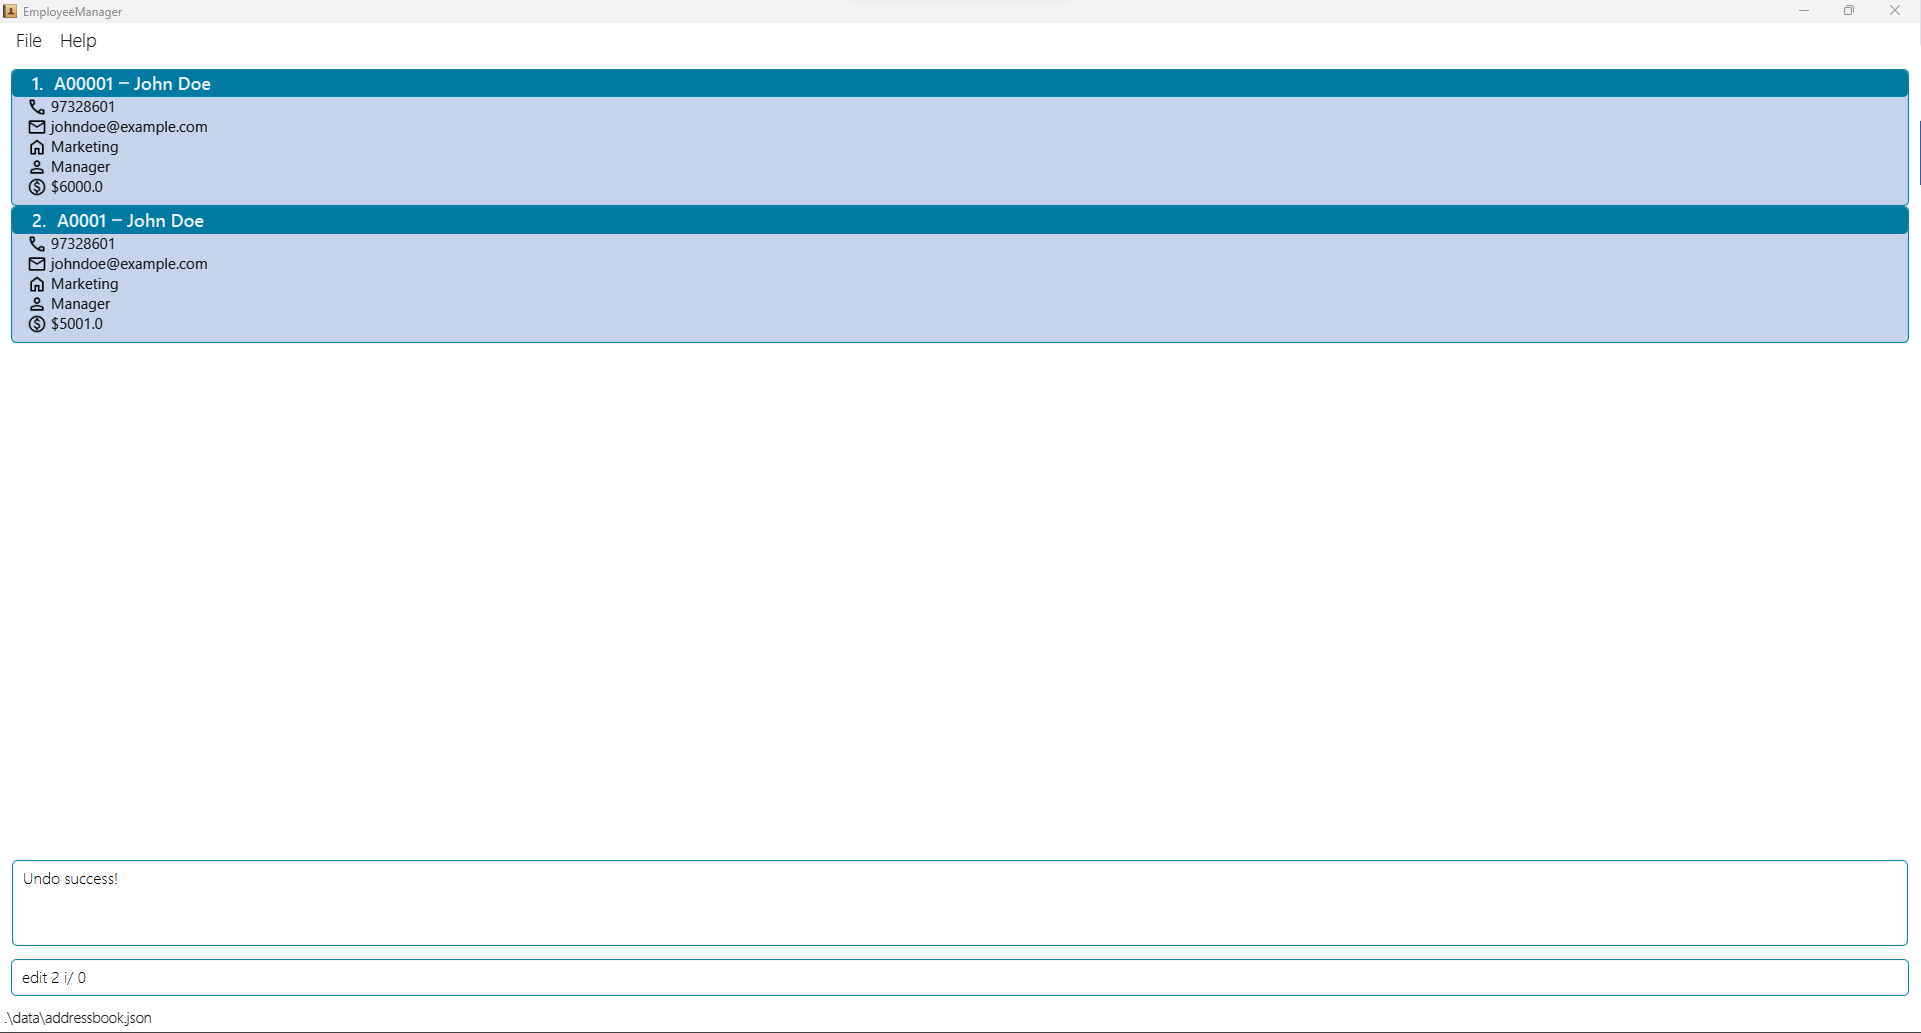 EmployeeManager
File Help
1. A00001 – John Doe
97328601
johndoe@example.com
Marketing
Manager
$6000.0
2. A0001 – John Doe
97328601
johndoe@example.com
Marketing
Manager
$5001.0
Undo success!
edit 2 i/ 0
.\data\addressbook.json